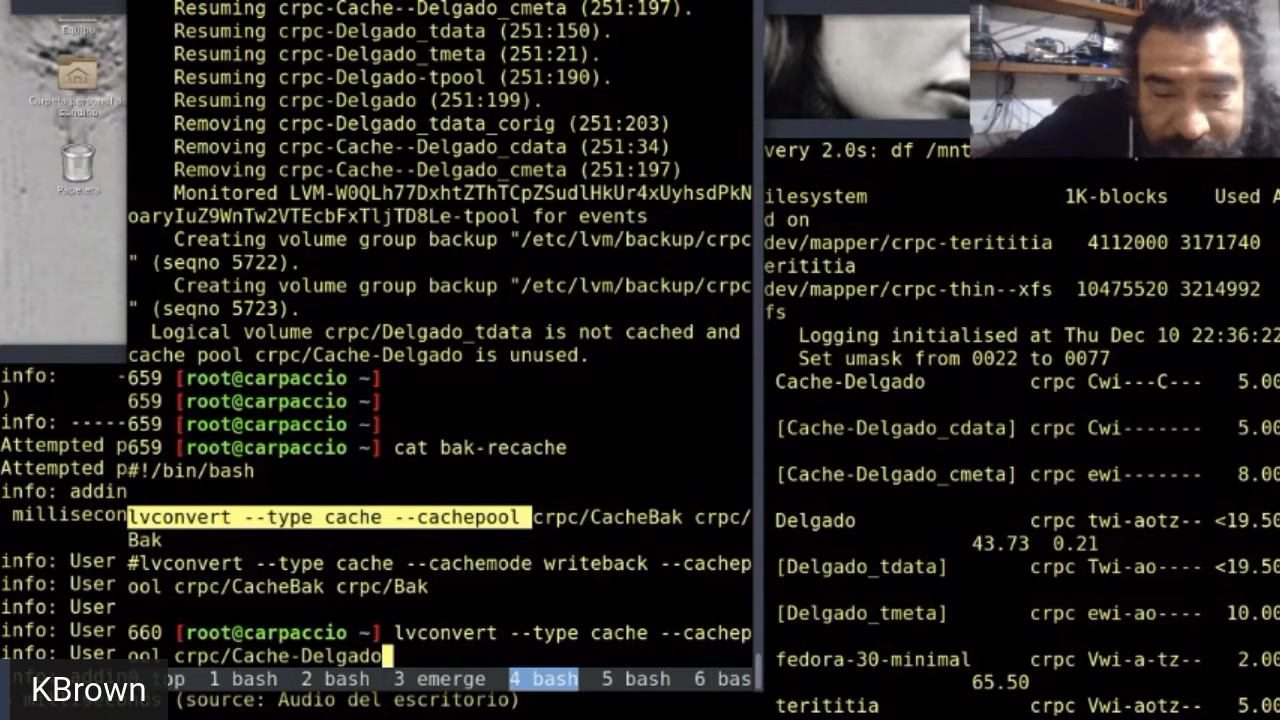 Equipo
Carpeta personal de
sandino
Papelera
Resuming crpc-Cache--Delgado_cmeta (251:197).
Resuming crpc-Delgado_tdata (251:150).
Resuming crpc-Delgado_tmeta (251:21).
Resuming crpc-Delgado-tpool (251:190).
Resuming crpc-Delgado (251:199).
Removing crpc-Delgado_tdata_corig (251:203)
Removing crpc-Cache--Delgado_cdata (251:34)
Removing crpc-Cache--Delgado_cmeta (251:197)
Monitored LVM-W0QLh77DxhtZThTCpZSudlHkUr4xUyhsdPkN
oaryIuZ9WnTw2VTEcbFxTljTD8Le-tpool for events
Creating volume group backup "/etc/lvm/backup/crpc
" (seqno 5722).
Creating volume group backup "/etc/lvm/backup/crpc
" (seqno 5723).
Logical volume crpc/Delgado_tdata is not cached and
cache pool crpc/Cache-Delgado is unused.
659 [root@carpaccio ~]
659 [root@carpaccio ~]
659 [root@carpaccio ~]
659 [root@carpaccio ~] cat bak-recache
#!/bin/bash
lvconvert --type cache --cachepool crpc/CacheBak crpc/
Bak
#lvconvert --type cache --cachemode writeback --cachep
ool crpc/CacheBak crpc/Bak
660 [root@carpaccio ~] lvconvert --type cache --cachep
ool crpc/Cache-Delgado
op 1 bash 2 bash 3 emerge 4 bash 5 bash 6 bas
info: -
)
info: -----
Attempted p
Attempted p
info: addin
millisecon
info: User
info: User
info: User
info: User
info: User
(source: Audio del escritorio)
KBrown
very 2.0s: df /mnt
ilesystem 1K-blocks Used A
d on
dev/mapper/crpc-terititia 4112000 3171740
erititia
dev/mapper/crpc-thin--xfs 10475520 3214992
fs
Logging initialised at Thu Dec 10 22:36:22
Set umask from 0022 to 0077
Cache-Delgado crpc Cwi---C--- 5.00
[Cache-Delgado_cdata] crpc Cwi------- 5.00
[Cache-Delgado_cmeta] crpc ewi------- 8.00
Delgado crpc twi-aotz-- <19.50
43.73 0.21
[Delgado_tdata] crpc Twi-ao---- <19.5
[Delgado_tmeta] crpc ewi-ao---- 10.00
fedora-30-minimal crpc Vwi-a-tz-- 2.00
65.50
terititia crpc Vwi-aotz-- 5.00